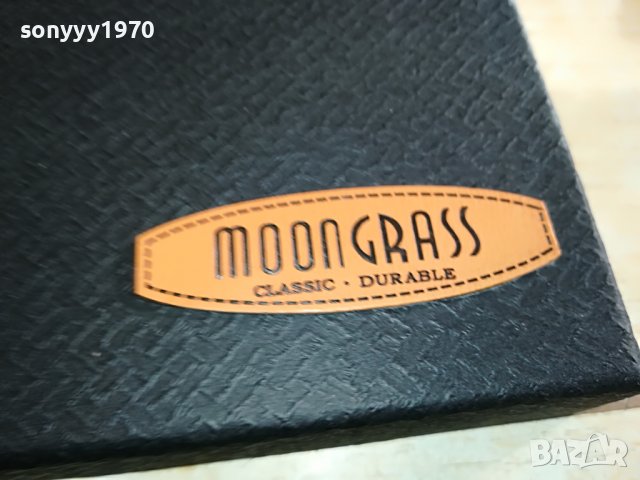 sonyyy1970
MOONGRASS
CLASSIC · DURABLE
BAZAR